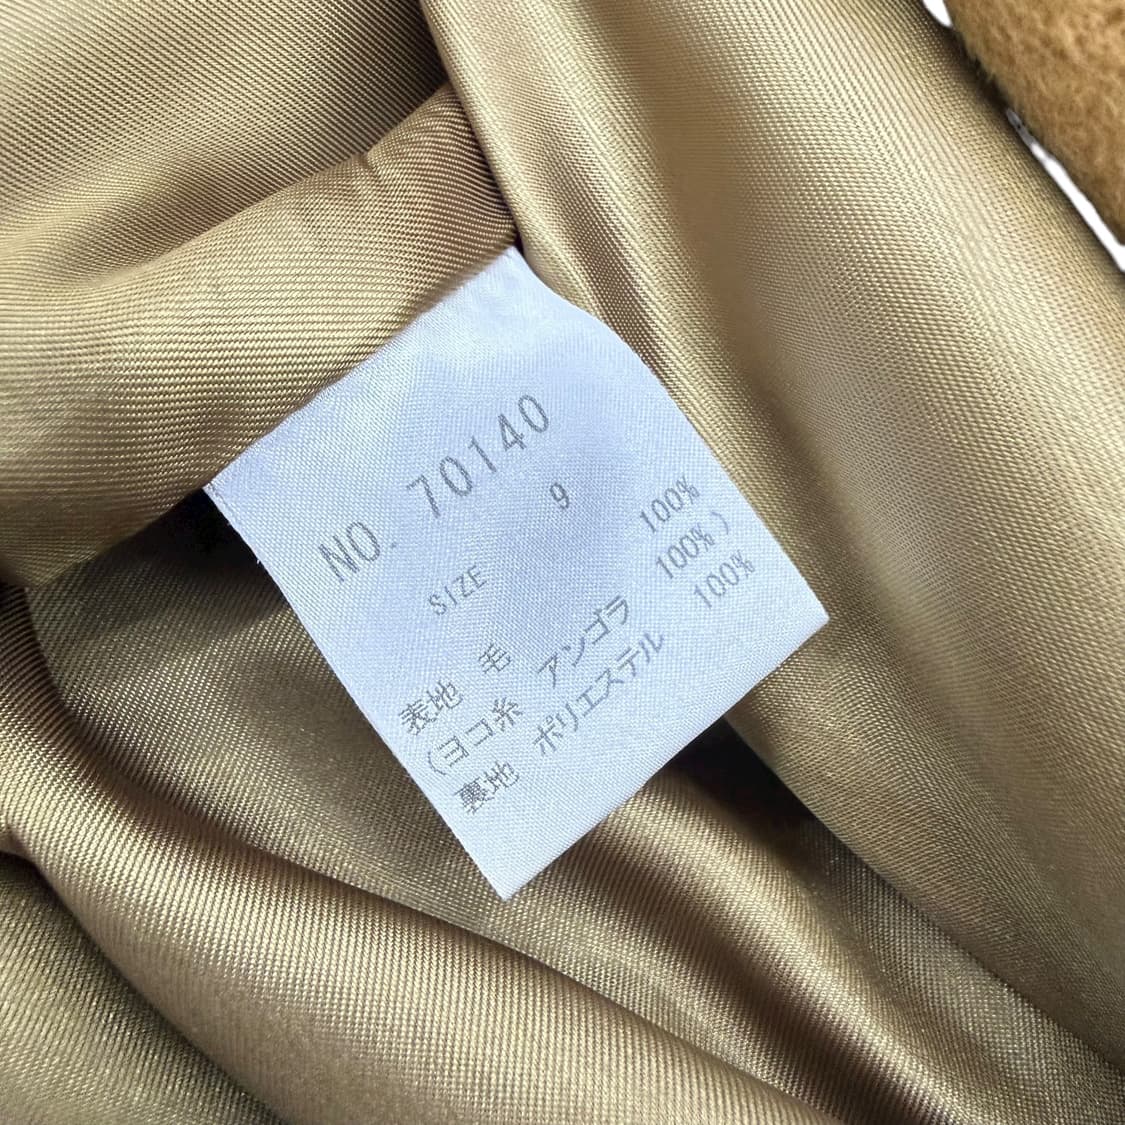 NO. 70140
SIZE 9
表地 毛 100%
(ヨコ糸 アンゴラ 100%)
裏地 ポリエステル 100%